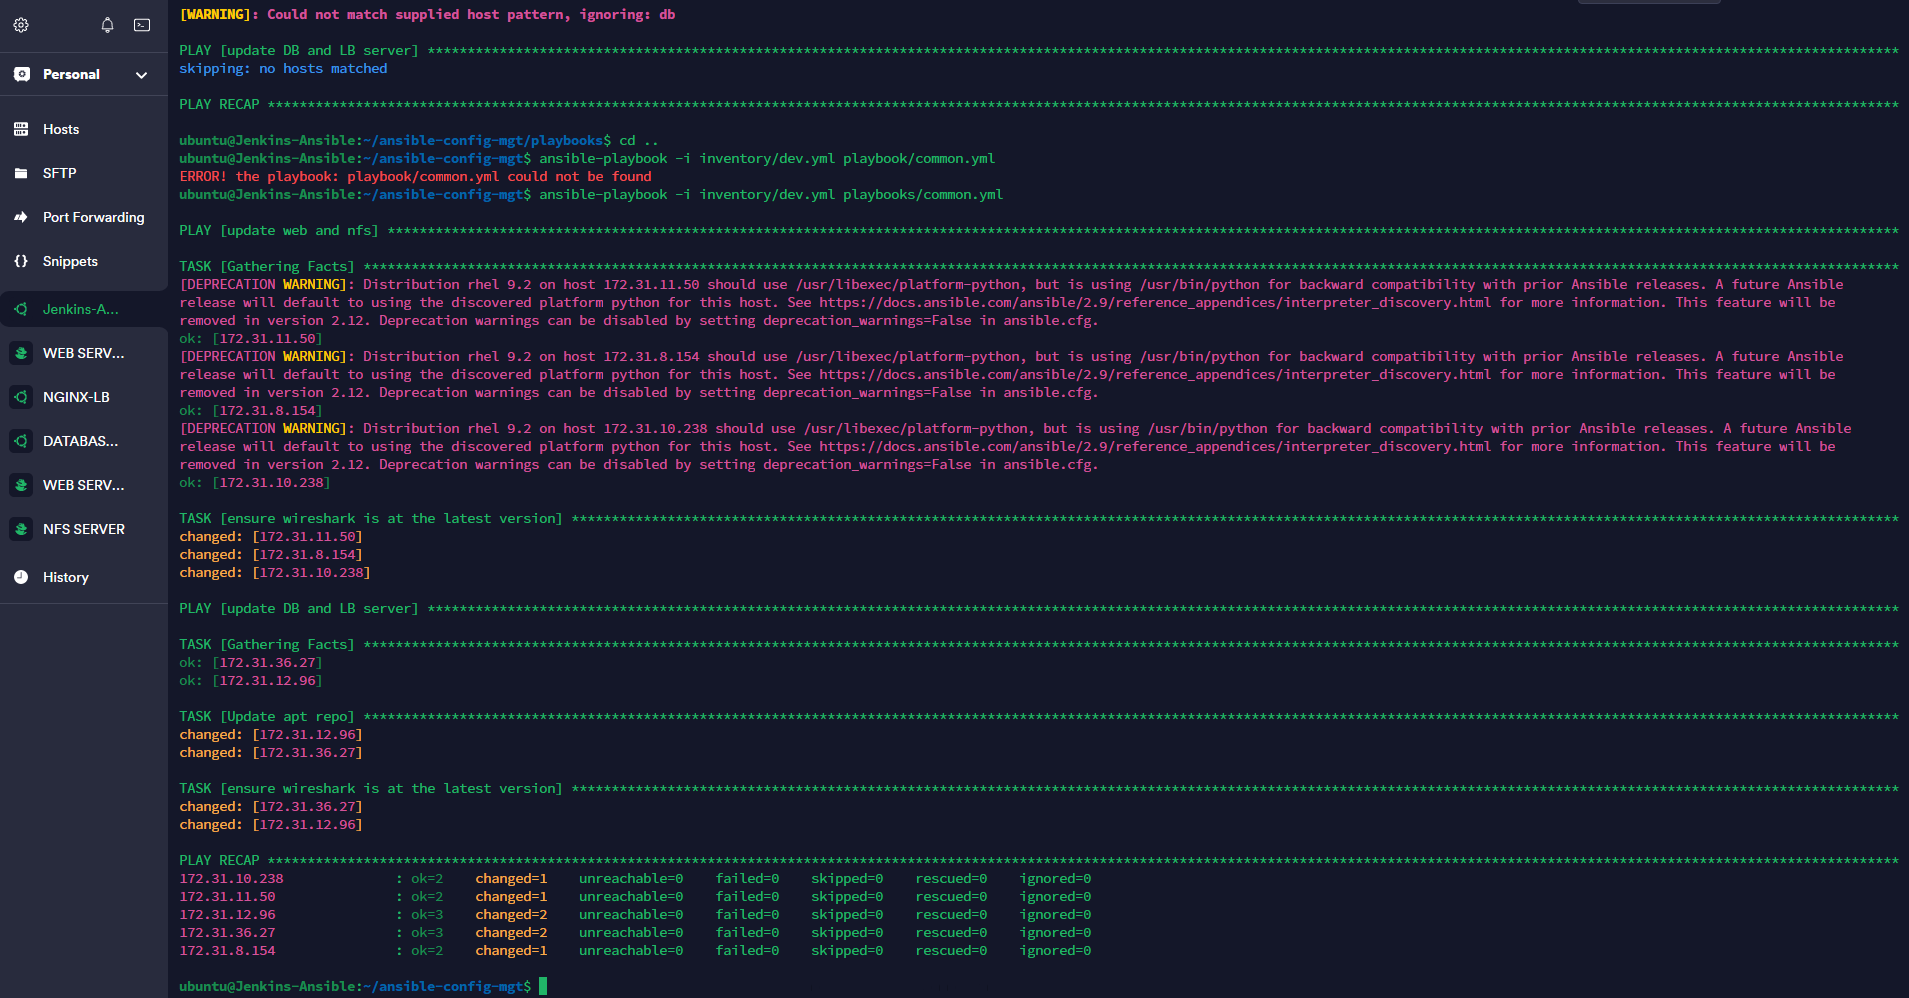 Personal
Hosts
SFTP
Port Forwarding
Snippets
Jenkins-A...
WEB SERV...
NGINX-LB
DATABAS...
WEB SERV...
NFS SERVER
History
[WARNING]: Could not match supplied host pattern, ignoring: db
PLAY [update DB and LB server] ****************************************************************************************************************************************************************************************
skipping: no hosts matched
PLAY RECAP ************************************************************************************************************************************************************************************************************
ubuntu@Jenkins-Ansible:~/ansible-config-mgt/playbooks$ cd ..
ubuntu@Jenkins-Ansible:~/ansible-config-mgt$ ansible-playbook -i inventory/dev.yml playbook/common.yml
ERROR! the playbook: playbook/common.yml could not be found
ubuntu@Jenkins-Ansible:~/ansible-config-mgt$ ansible-playbook -i inventory/dev.yml playbooks/common.yml
PLAY [update web and nfs] *********************************************************************************************************************************************************************************************
TASK [Gathering Facts] ************************************************************************************************************************************************************************************************
[DEPRECATION WARNING]: Distribution rhel 9.2 on host 172.31.11.50 should use /usr/libexec/platform-python, but is using /usr/bin/python for backward compatibility with prior Ansible releases. A future Ansible
release will default to using the discovered platform python for this host. See https://docs.ansible.com/ansible/2.9/reference_appendices/interpreter_discovery.html for more information. This feature will be
removed in version 2.12. Deprecation warnings can be disabled by setting deprecation_warnings=False in ansible.cfg.
ok: [172.31.11.50]
[DEPRECATION WARNING]: Distribution rhel 9.2 on host 172.31.8.154 should use /usr/libexec/platform-python, but is using /usr/bin/python for backward compatibility with prior Ansible releases. A future Ansible
release will default to using the discovered platform python for this host. See https://docs.ansible.com/ansible/2.9/reference_appendices/interpreter_discovery.html for more information. This feature will be
removed in version 2.12. Deprecation warnings can be disabled by setting deprecation_warnings=False in ansible.cfg.
ok: [172.31.8.154]
[DEPRECATION WARNING]: Distribution rhel 9.2 on host 172.31.10.238 should use /usr/libexec/platform-python, but is using /usr/bin/python for backward compatibility with prior Ansible releases. A future Ansible
release will default to using the discovered platform python for this host. See https://docs.ansible.com/ansible/2.9/reference_appendices/interpreter_discovery.html for more information. This feature will be
removed in version 2.12. Deprecation warnings can be disabled by setting deprecation_warnings=False in ansible.cfg.
ok: [172.31.10.238]
TASK [ensure wireshark is at the latest version] **********************************************************************************************************************************************************************
changed: [172.31.11.50]
changed: [172.31.8.154]
changed: [172.31.10.238]
PLAY [update DB and LB server] ****************************************************************************************************************************************************************************************
TASK [Gathering Facts] ************************************************************************************************************************************************************************************************
ok: [172.31.36.27]
ok: [172.31.12.96]
TASK [Update apt repo] ************************************************************************************************************************************************************************************************
changed: [172.31.12.96]
changed: [172.31.36.27]
TASK [ensure wireshark is at the latest version] **********************************************************************************************************************************************************************
changed: [172.31.36.27]
changed: [172.31.12.96]
PLAY RECAP ************************************************************************************************************************************************************************************************************
172.31.10.238 : ok=2 changed=1 unreachable=0 failed=0 skipped=0 rescued=0 ignored=0
172.31.11.50 : ok=2 changed=1 unreachable=0 failed=0 skipped=0 rescued=0 ignored=0
172.31.12.96 : ok=3 changed=2 unreachable=0 failed=0 skipped=0 rescued=0 ignored=0
172.31.36.27 : ok=3 changed=2 unreachable=0 failed=0 skipped=0 rescued=0 ignored=0
172.31.8.154 : ok=2 changed=1 unreachable=0 failed=0 skipped=0 rescued=0 ignored=0
ubuntu@Jenkins-Ansible:~/ansible-config-mgt$